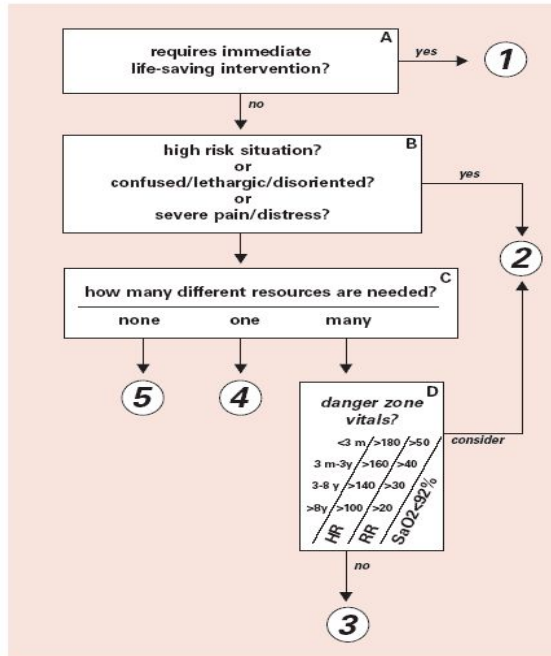 A
requires immediate
life-saving intervention?
yes
1
no
B
high risk situation?
or
confused/lethargic/disoriented?
or
severe pain/distress?
yes
2
C
how many different resources are needed?
none one many
5
4
D
danger zone
vitals?
<3 m >180 >50
3 m-3y >160 >40
3-8 y >140 >30
>8y >100 >20
HR RR SaO2<92%
consider
no
3